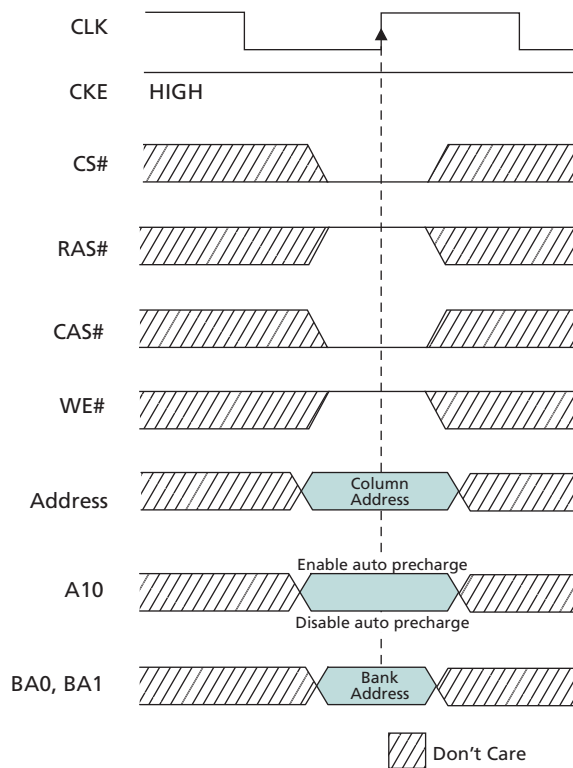 CLK
CKE HIGH
CS#
RAS#
CAS#
WE#
Address
Column
Address
Enable auto precharge
A10
Disable auto precharge
BA0, BA1
Bank
Address
Don't Care